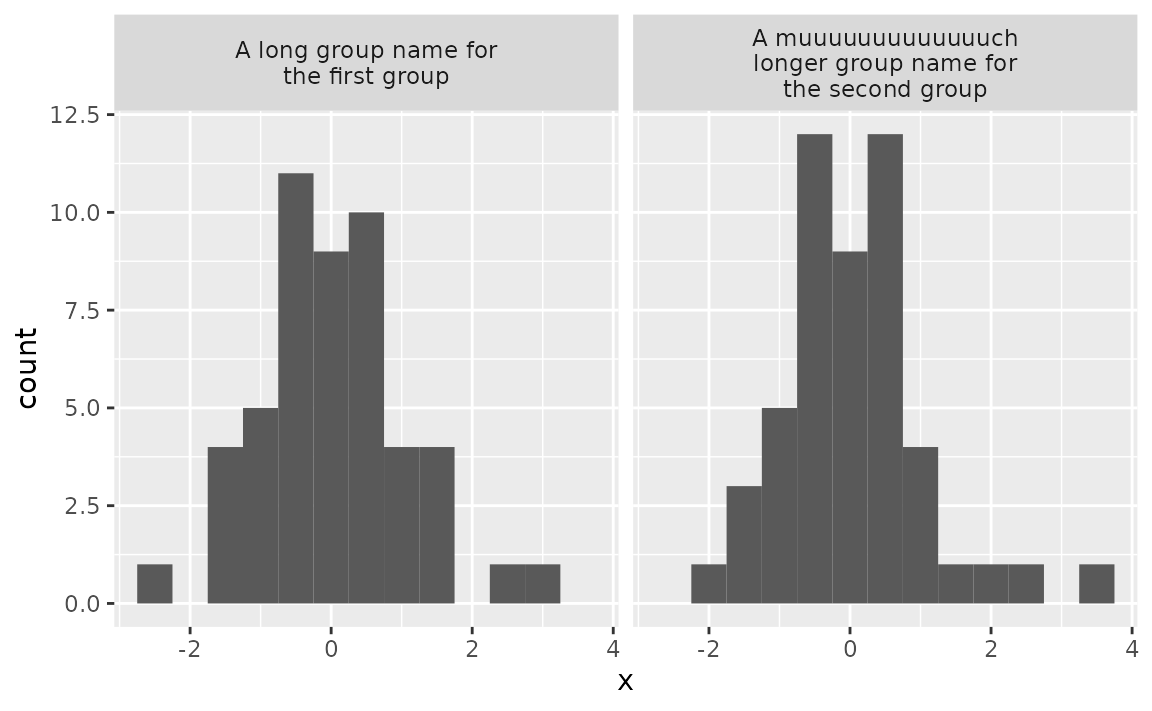 A long group name for
the first group
A muuuuuuuuuuuuuch
longer group name for
the second group
12.5
10.0
7.5
5.0
2.5
0.0
count
-2
0
2
4
-2
0
2
4
x